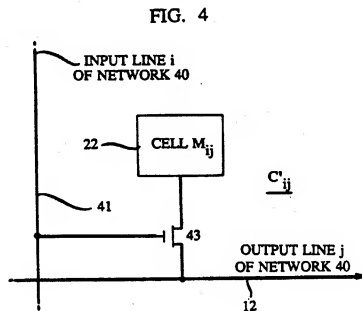 FIG. 4
INPUT LINE i
OF NETWORK 40
22
CELL Mij
C'ij
41
43
OUTPUT LINE j
OF NETWORK 40
12